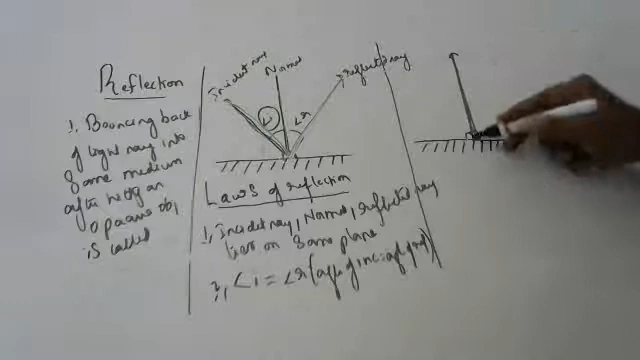 Reflection
1. Bouncing back
of light ray into
Same medium
after hitting an
opaque obj,
is called
Incident ray
Normal
Reflected ray
∠i
∠r
Laws of reflection
1, Incident ray, Normal, reflected ray
lies on Same plane
2, ∠i = ∠r